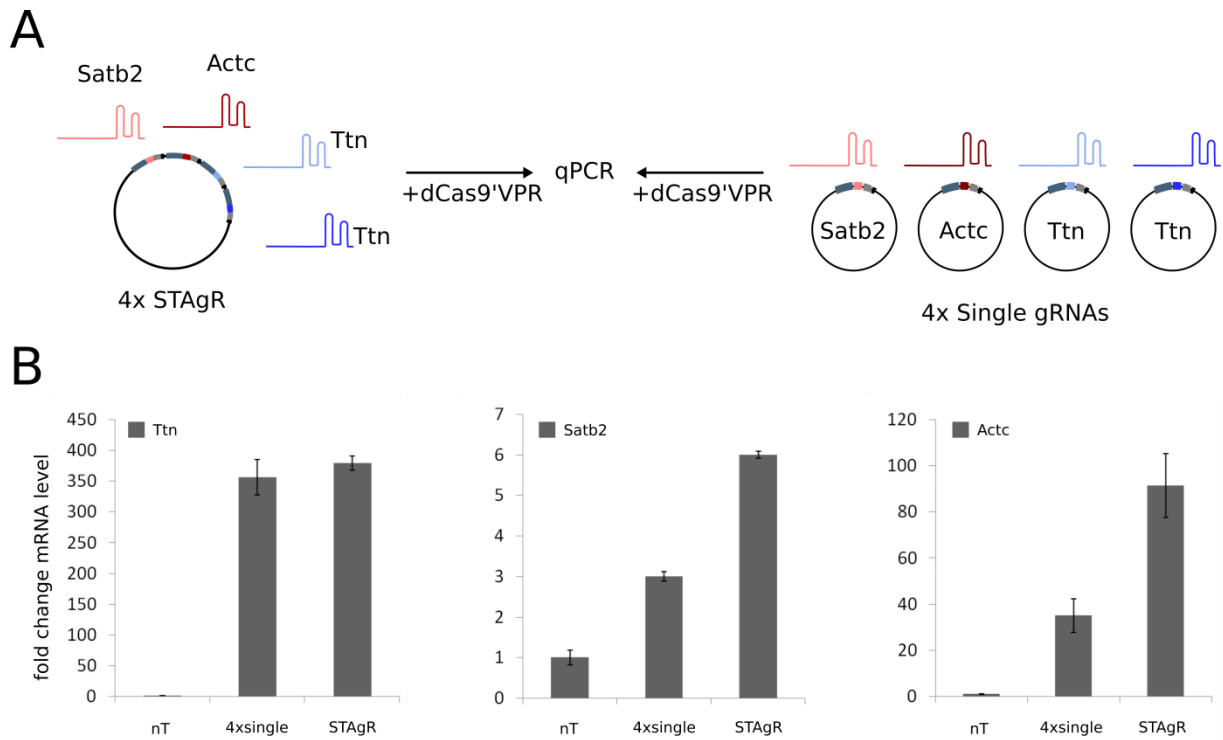 A
Satb2
Actc
Ttn
Ttn
4x STAgR
+dCas9'VPR
qPCR
+dCas9'VPR
Satb2
Actc
Ttn
Ttn
4x Single gRNAs
B
fold change mRNA level
450
400
350
300
250
200
150
100
50
0
Ttn
nT
4xsingle
STAgR
7
6
5
4
3
2
1
0
Satb2
nT
4xsingle
STAgR
120
100
80
60
40
20
0
Actc
nT
4xsingle
STAgR